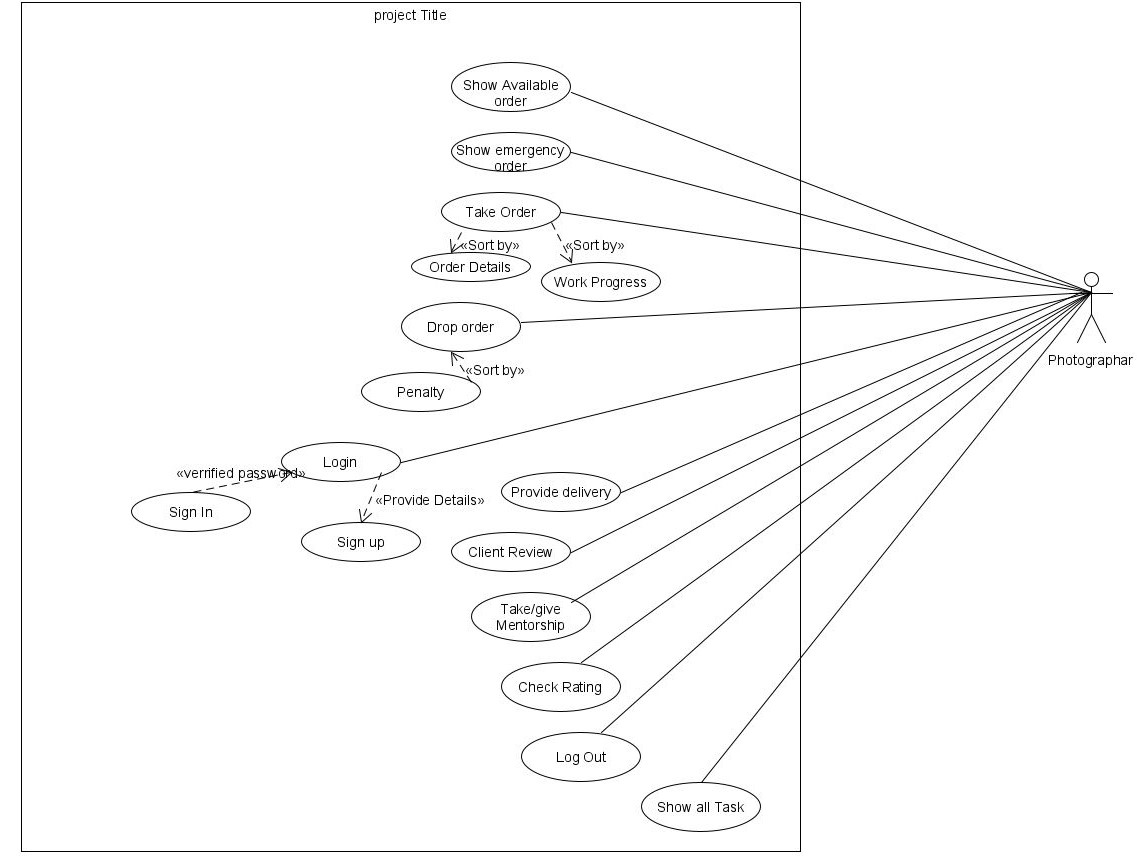 project Title
Show Available
order
Show emergency
order
Take Order
«Sort by»
«Sort by»
Order Details
Work Progress
Drop order
Photographar
«Sort by»
Penalty
Login
«verrified password»
Provide delivery
«Provide Details»
Sign In
Sign up
Client Review
Take/give
Mentorship
Check Rating
Log Out
Show all Task